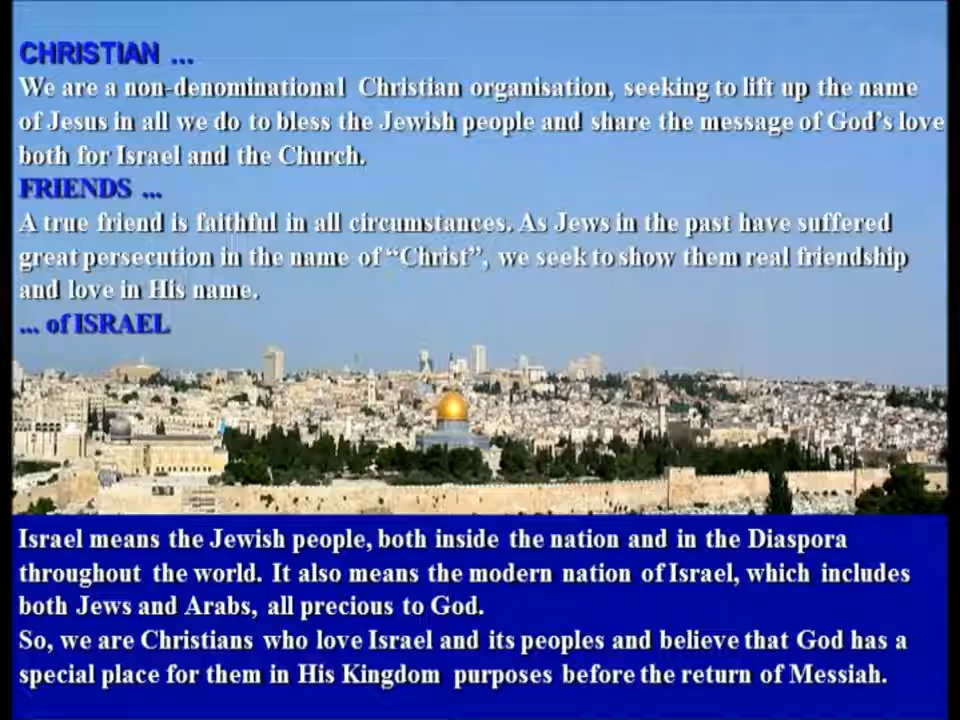 CHRISTIAN ...
We are a non-denominational Christian organisation, seeking to lift up the name
of Jesus in all we do to bless the Jewish people and share the message of God's love
both for Israel and the Church.
FRIENDS ...
A true friend is faithful in all circumstances. As Jews in the past have suffered
great persecution in the name of “Christ”, we seek to show them real friendship
and love in His name.
... of ISRAEL
Israel means the Jewish people, both inside the nation and in the Diaspora
throughout the world. It also means the modern nation of Israel, which includes
both Jews and Arabs, all precious to God.
So, we are Christians who love Israel and its peoples and believe that God has a
special place for them in His Kingdom purposes before the return of Messiah.